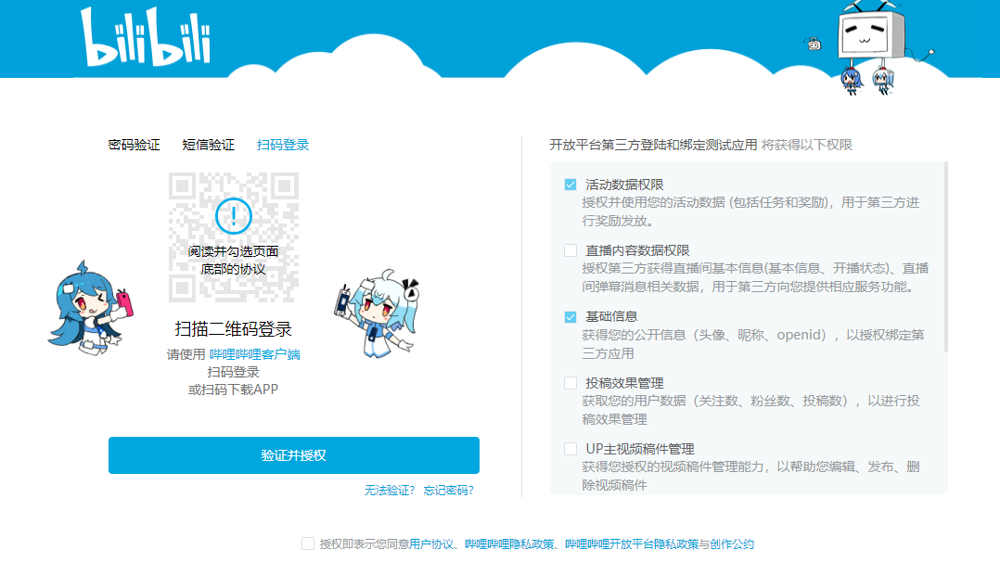 bilibili
密码验证 短信验证 扫码登录
阅读并勾选页面
底部的协议
扫描二维码登录
请使用 哔哩哔哩客户端
扫码登录
或扫码下载APP
验证并授权
无法验证? 忘记密码?
开放平台第三方登陆和绑定测试应用 将获得以下权限
活动数据权限
授权并使用您的活动数据 (包括任务和奖励)，用于第三方进
行奖励发放。
直播内容数据权限
授权第三方获得直播间基本信息(基本信息、开播状态)、直播
间弹幕消息相关数据，用于第三方向您提供相应服务功能。
基础信息
获得您的公开信息（头像、昵称、openid），以授权绑定第
三方应用
投稿效果管理
获取您的用户数据（关注数、粉丝数、投稿数），以进行投
稿效果管理
UP主视频稿件管理
获得您授权的视频稿件管理能力，以帮助您编辑、发布、删
除视频稿件
授权即表示您同意用户协议、哔哩哔哩隐私政策、哔哩哔哩开放平台隐私政策与创作公约